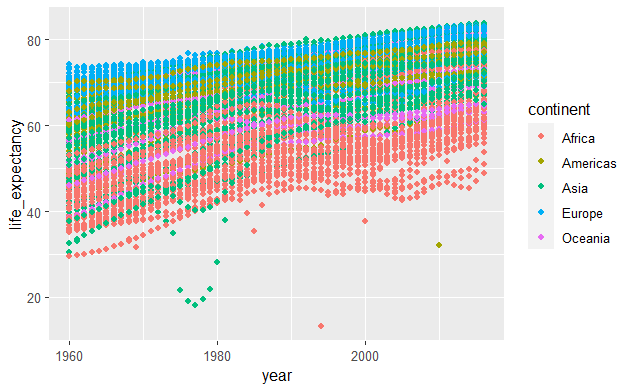 80
60
40
20
life_expectancy
1960
1980
2000
year
continent
Africa
Americas
Asia
Europe
Oceania